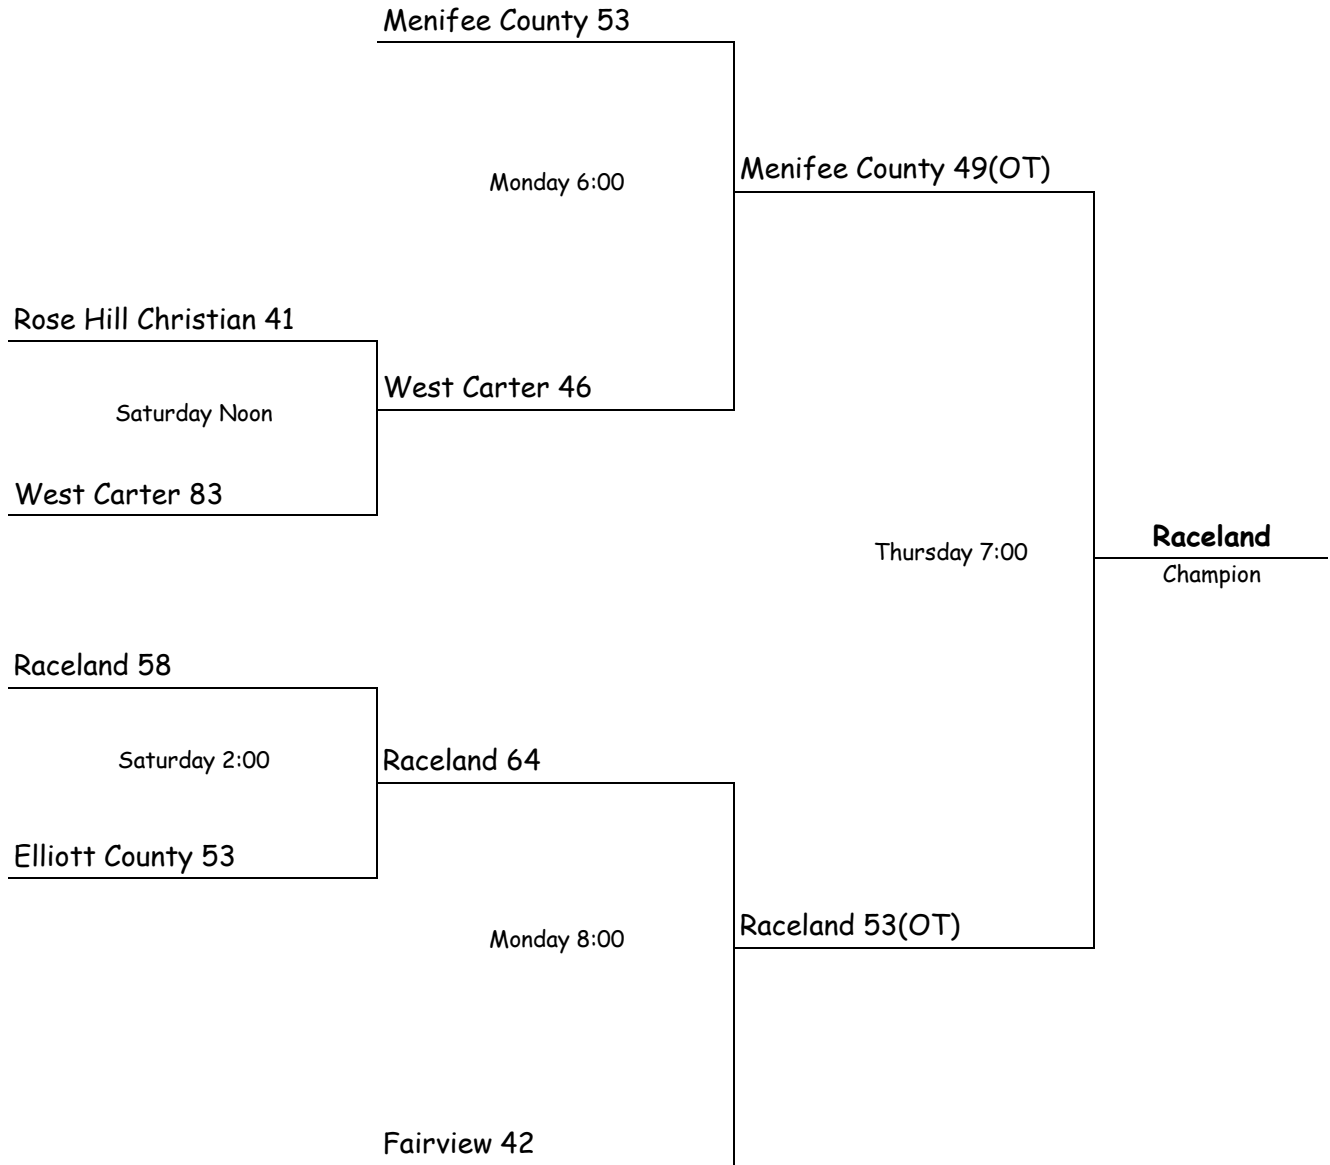 Menifee County 53
Monday 6:00
Menifee County 49(OT)
Rose Hill Christian 41
West Carter 46
Saturday Noon
West Carter 83
Raceland
Thursday 7:00
Champion
Raceland 58
Saturday 2:00
Raceland 64
Elliott County 53
Raceland 53(OT)
Monday 8:00
Fairview 42